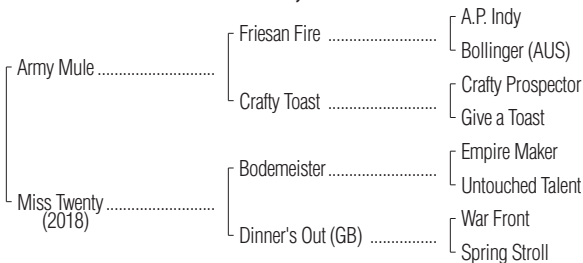 A.P. Indy
Friesan Fire ..........................
Bollinger (AUS)
Army Mule ............................
Crafty Prospector
Crafty Toast ..........................
Give a Toast
Empire Maker
Bodemeister ..........................
Untouched Talent
Miss Twenty ..........................
(2018)
War Front
Dinner's Out (GB) ................
Spring Stroll